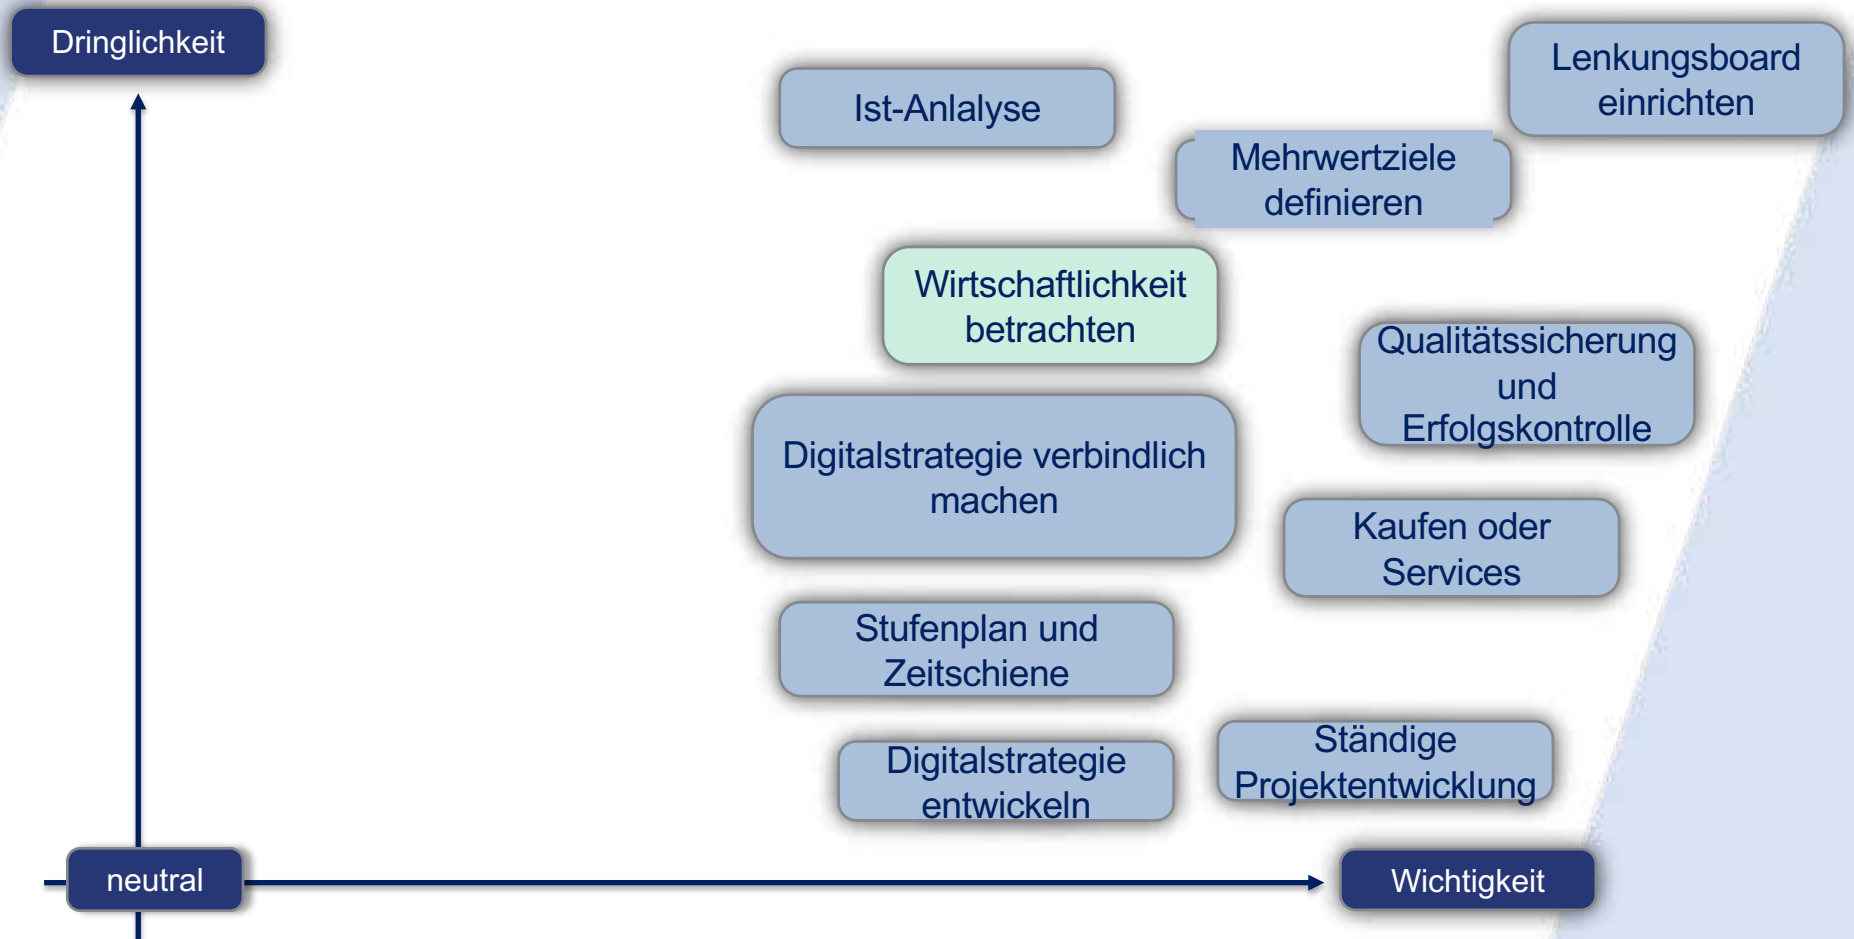 Dringlichkeit
Lenkungsboard
einrichten
Ist-Anlalyse
Mehrwertziele
definieren
Wirtschaftlichkeit
betrachten
Qualitätssicherung
und
Erfolgskontrolle
Digitalstrategie verbindlich
machen
Kaufen oder
Services
Stufenplan und
Zeitschiene
Ständige
Projektentwicklung
Digitalstrategie
entwickeln
neutral
Wichtigkeit